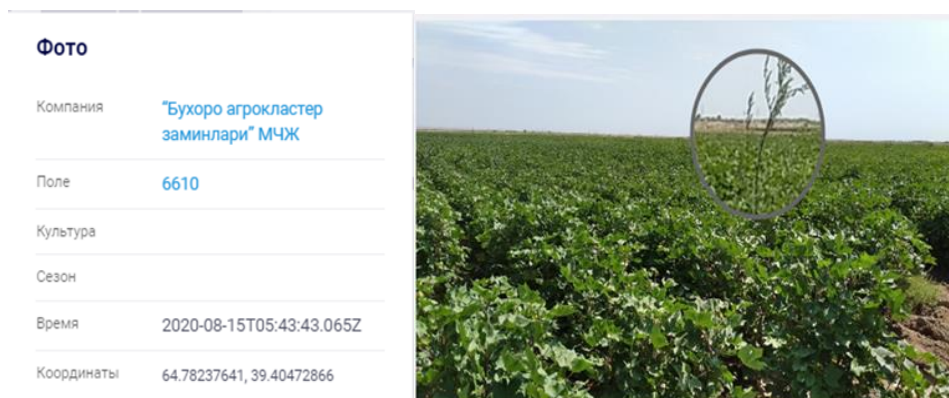 Фото
Компания
“Бухоро агрокластер
заминлари” МЧЖ
Поле
6610
Культура
Сезон
Время
2020-08-15T05:43:43.065Z
Координаты
64.78237641, 39.40472866